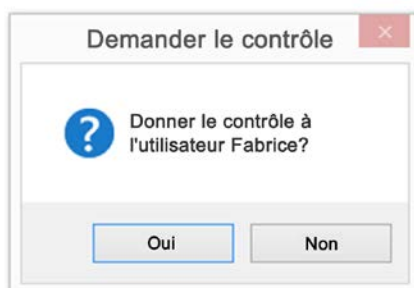 Demander le contrôle
Donner le contrôle à
l'utilisateur Fabrice?
Oui
Non